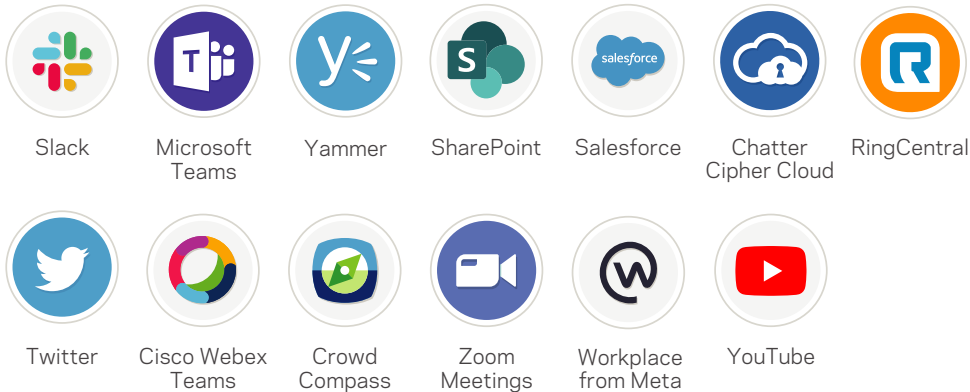 T
y
S
salesforce
R
Slack
Microsoft
Teams
Yammer
SharePoint
Salesforce
Chatter
Cipher Cloud
RingCentral
W
Twitter
Cisco Webex
Teams
Crowd
Compass
Zoom
Meetings
Workplace
from Meta
YouTube